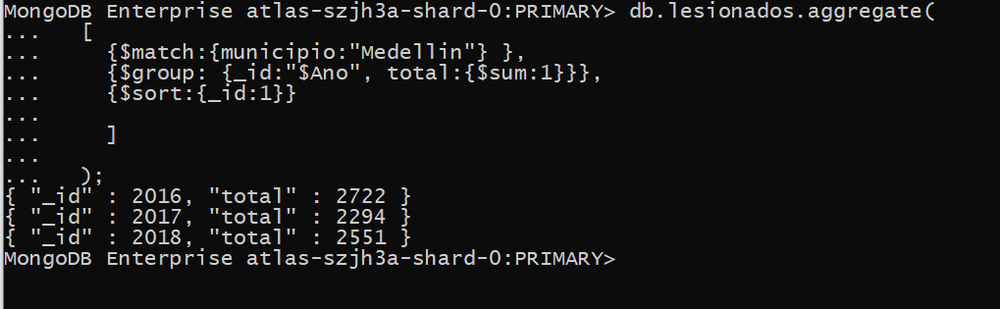 MongoDB Enterprise atlas-szjh3a-shard-0:PRIMARY> db.lesionados.aggregate(
...    [
...      {$match:{municipio:"Medellin"} },
...      {$group: {_id:"$Ano", total:{$sum:1}}},
...      {$sort:{_id:1}}
...
...      ]
...
...    );
{ "_id" : 2016, "total" : 2722 }
{ "_id" : 2017, "total" : 2294 }
{ "_id" : 2018, "total" : 2551 }
MongoDB Enterprise atlas-szjh3a-shard-0:PRIMARY>